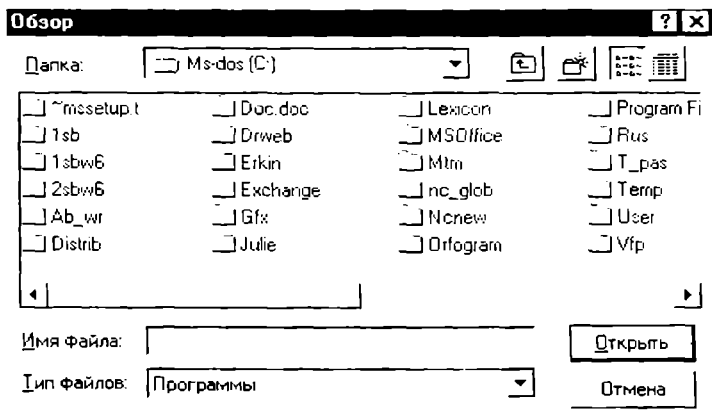 Обзор
Папка: Ms-dos (C:)
~mssetup.t Doc.doc Lexicon Program Fi
1sb Drweb MSOffice Rus
1sbw6 Erkin Mtm T_pas
2sbw6 Exchange nc_glob Temp
Ab_wr Gfx Ncnew User
Distrib Julie Orfogram Vfp
Имя файла: Открыть
Тип файлов: Программы Отмена